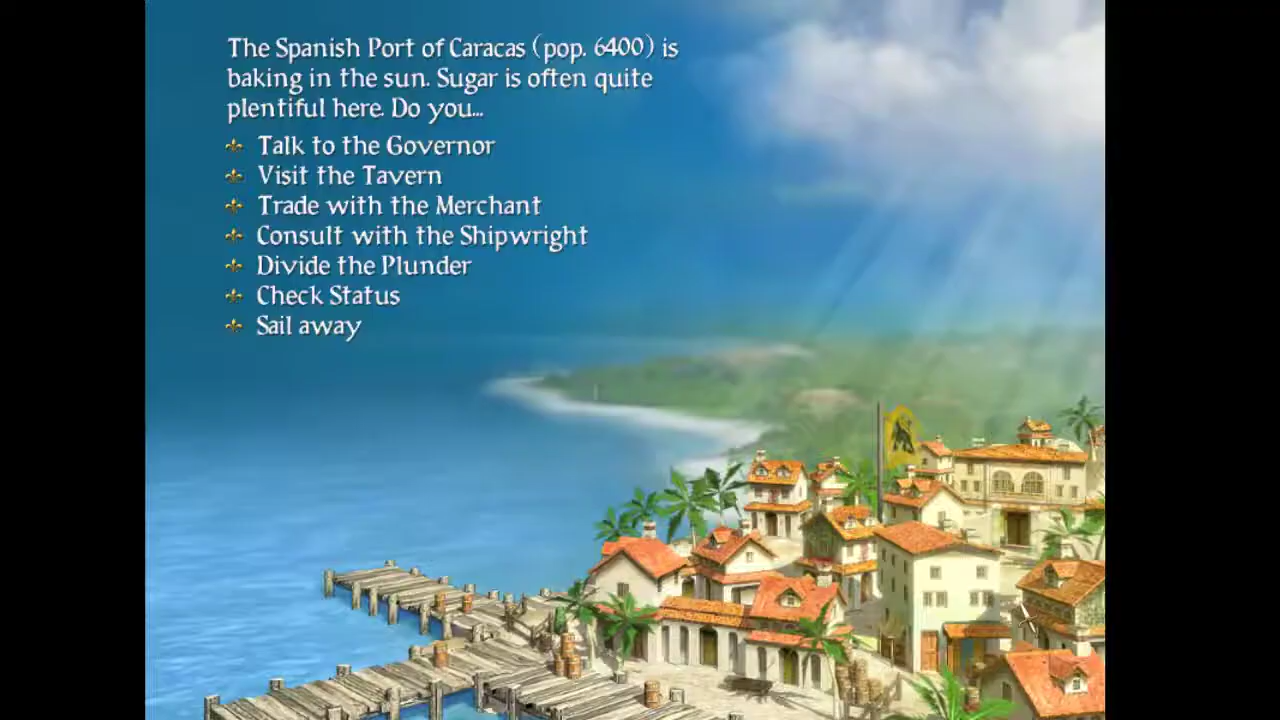 The Spanish Port of Caracas (pop. 6400) is
baking in the sun. Sugar is often quite
plentiful here. Do you...
Talk to the Governor
Visit the Tavern
Trade with the Merchant
Consult with the Shipwright
Divide the Plunder
Check Status
Sail away